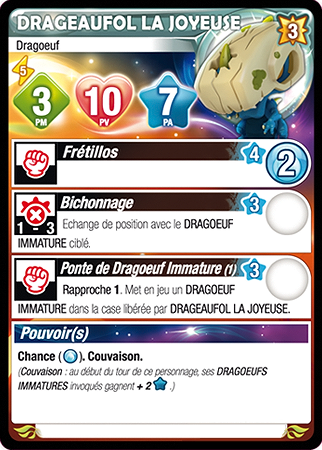 DRAGEAUFOL LA JOYEUSE
3
Dragoeuf
5
3
PM
10
PV
7
PA
Frétillos
4
2
Bichonnage
3
1 - 3
Echange de position avec le DRAGOEUF
IMMATURE ciblé.
Ponte de Dragoeuf Immature (1)
3
Rapproche 1. Met en jeu un DRAGOEUF
IMMATURE dans la case libérée par DRAGEAUFOL LA JOYEUSE.
Pouvoir(s)
Chance ( ). Couvaison.
(Couvaison : au début du tour de ce personnage, ses DRAGOEUFS
IMMATURES invoqués gagnent + 2 .)